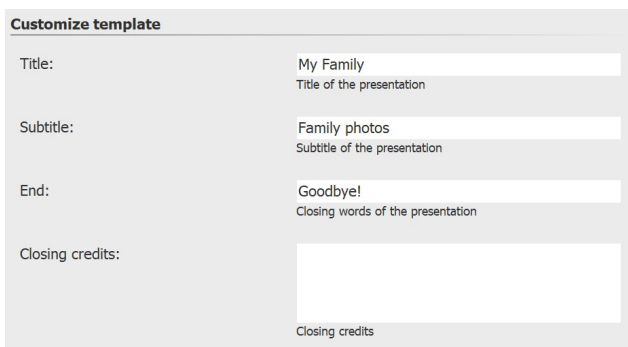 Customize template
Title:
My Family
Title of the presentation
Subtitle:
Family photos
Subtitle of the presentation
End:
Goodbye!
Closing words of the presentation
Closing credits:
Closing credits